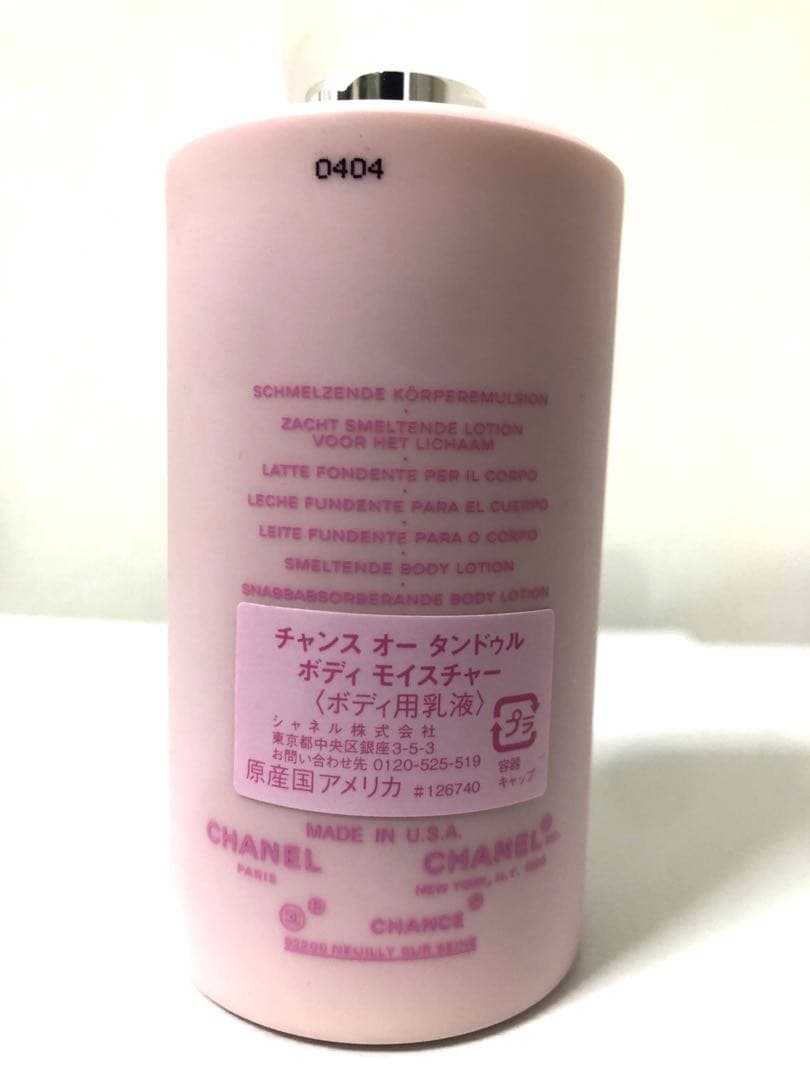 0404
SCHMELZENDE KÖRPEREMULSION
ZACHT SMELTENDE LOTION
VOOR HET LICHAAM
LATTE FONDENTE PER IL CORPO
LECHE FUNDENTE PARA EL CUERPO
LEITE FUNDENTE PARA O CORPO
SMELTENDE BODY LOTION
SNABBABSORBERANDE BODY LOTION
チャンス オー タンドゥル
ボディ モイスチャー
〈ボディ用乳液〉
シャネル株式会社
東京都中央区銀座3-5-3
お問い合わせ先 0120-525-519
原産国アメリカ #126740
プラ
容器
キャップ
MADE IN U.S.A.
CHANEL
PARIS
CHANEL® INC.
NEW YORK, N.Y.
CHANCE®
92200 NEUILLY SUR SEINE